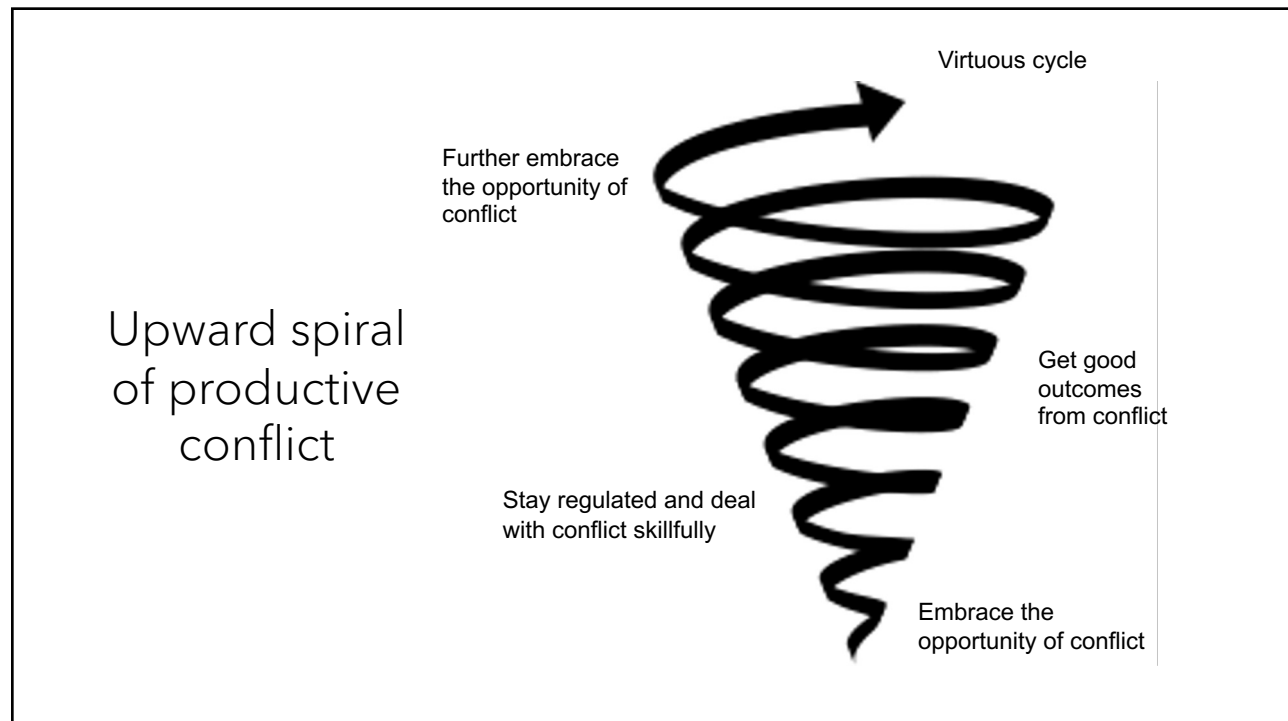 Virtuous cycle
Further embrace
the opportunity of
conflict
Upward spiral
of productive
conflict
Get good
outcomes
from conflict
Stay regulated and deal
with conflict skillfully
Embrace the
opportunity of conflict